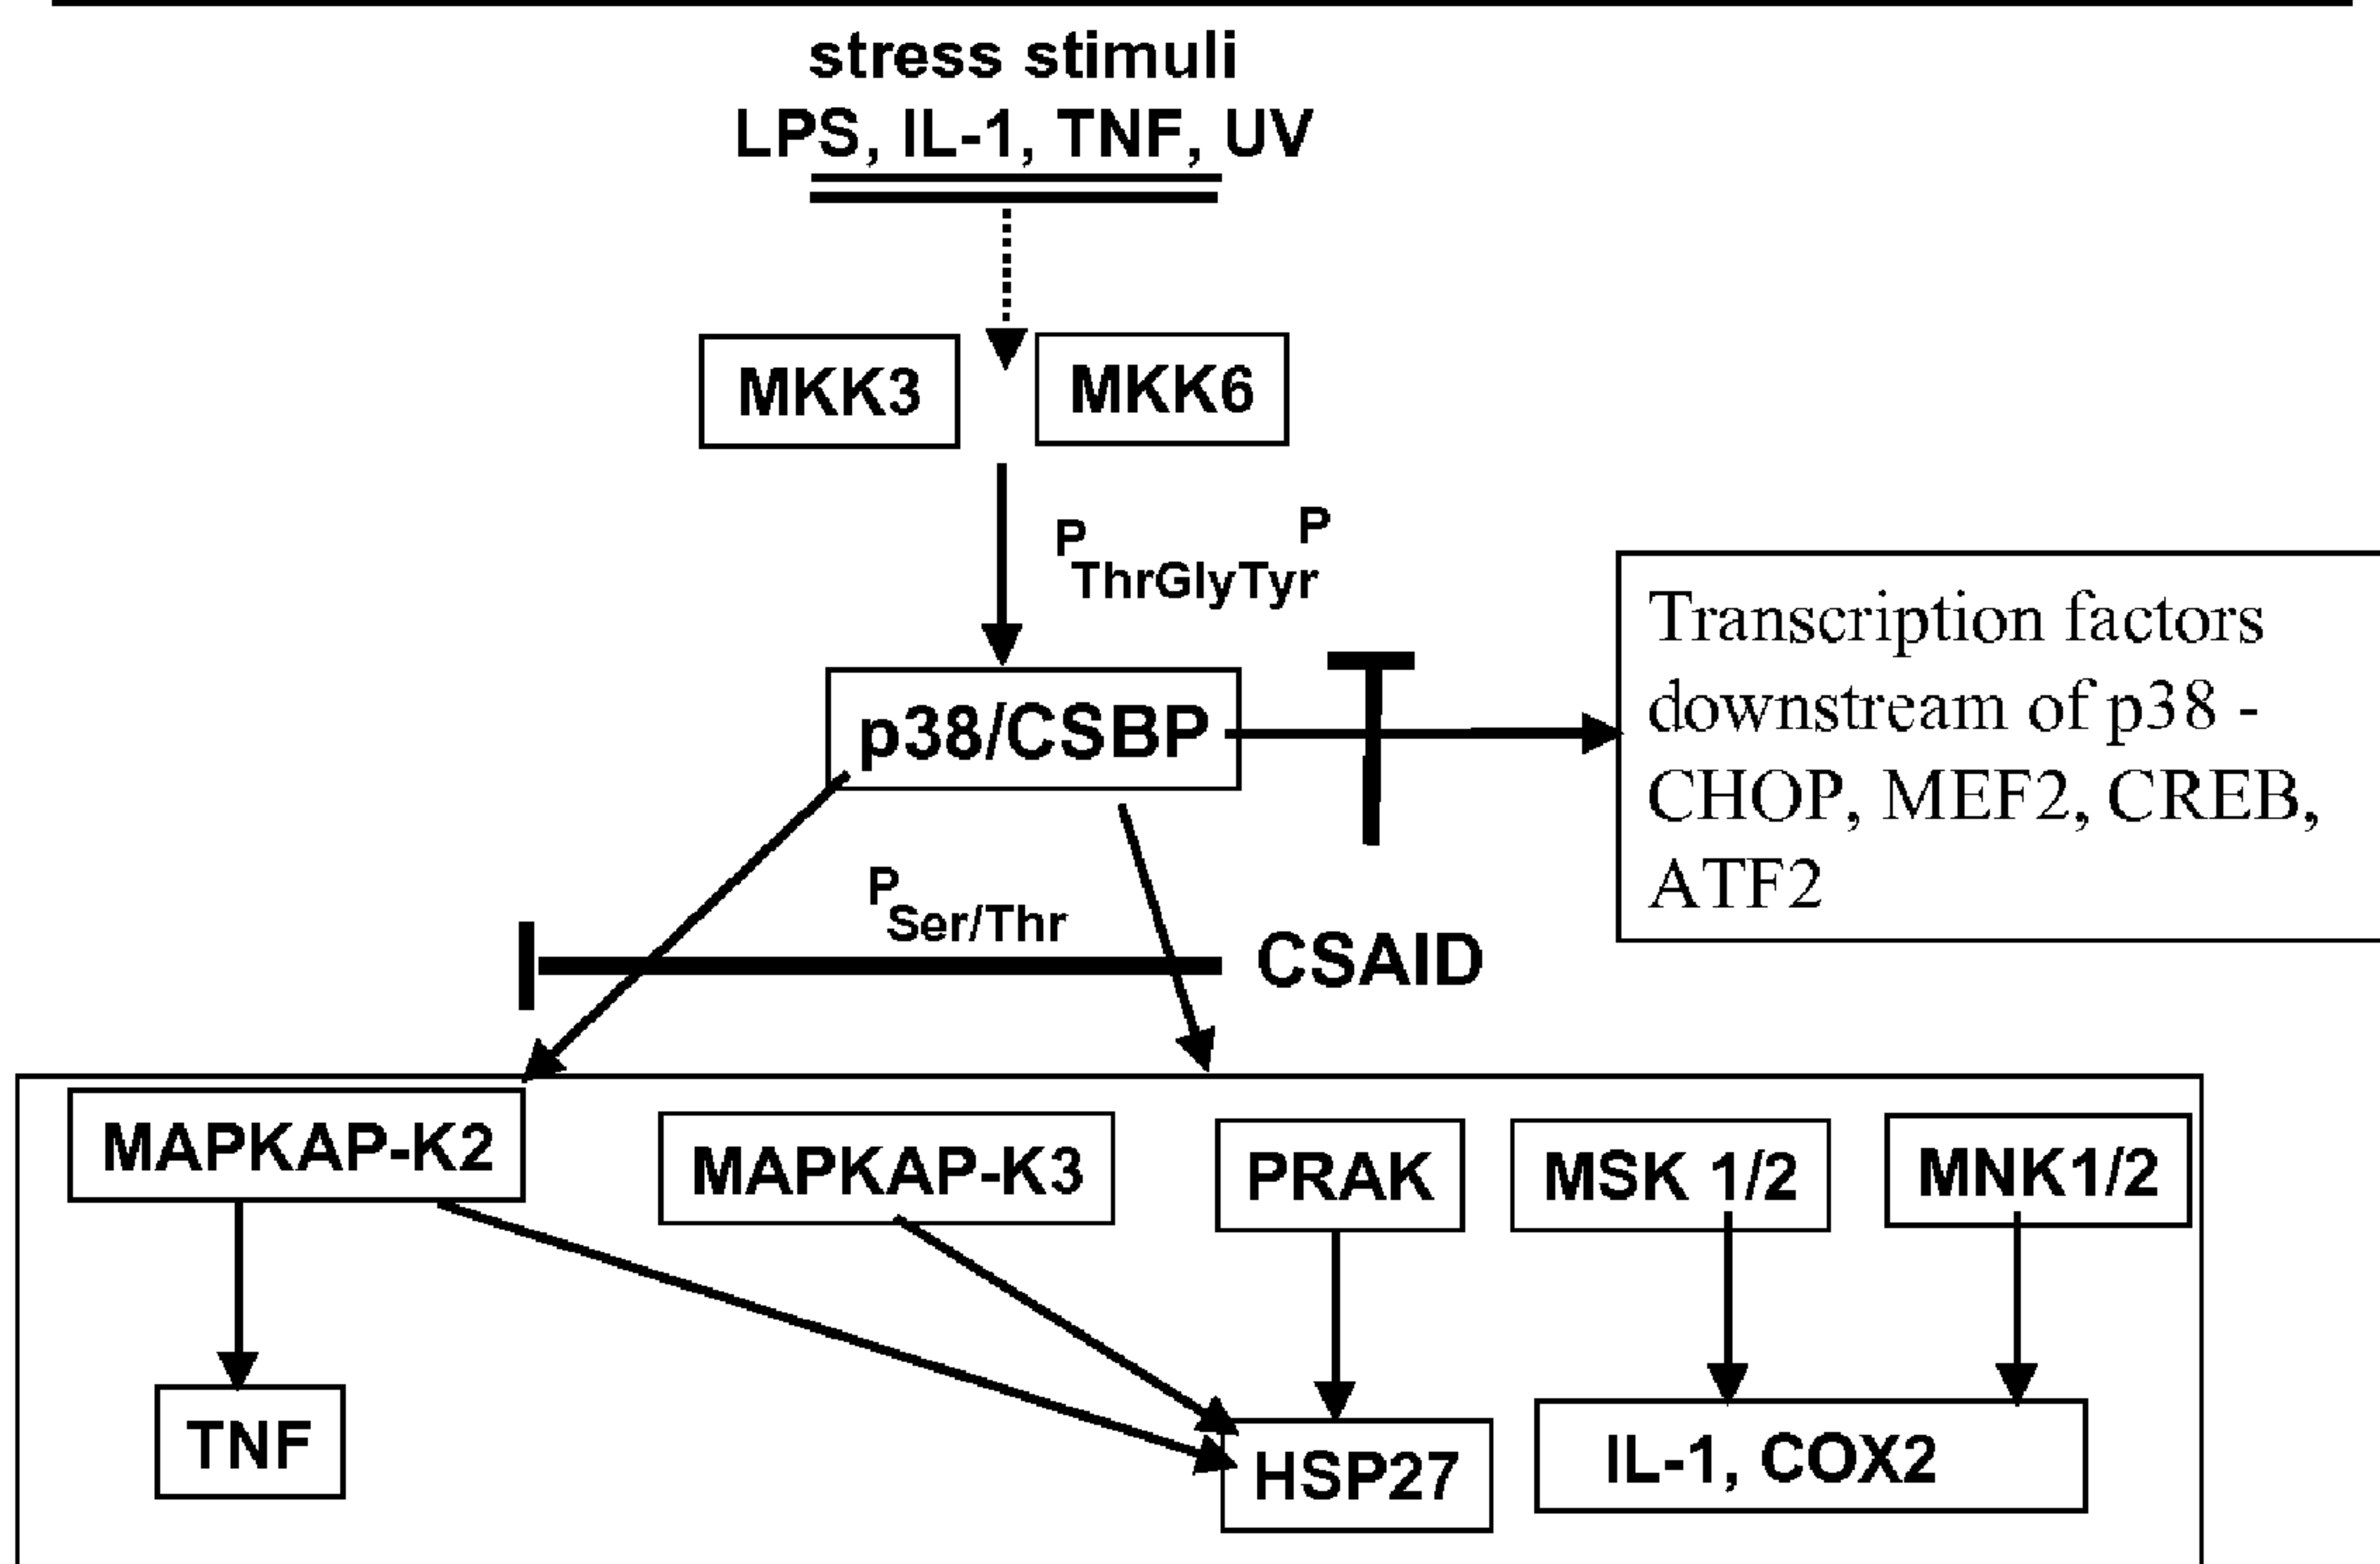 stress stimuli
LPS, IL-1, TNF, UV
MKK3
MKK6
P
P
ThrGlyTyr
p38/CSBP
Transcription factors
downstream of p38 -
CHOP, MEF2, CREB,
ATF2
P
Ser/Thr
CSAID
MAPKAP-K2
MAPKAP-K3
PRAK
MSK 1/2
MNK1/2
TNF
HSP27
IL-1, COX2